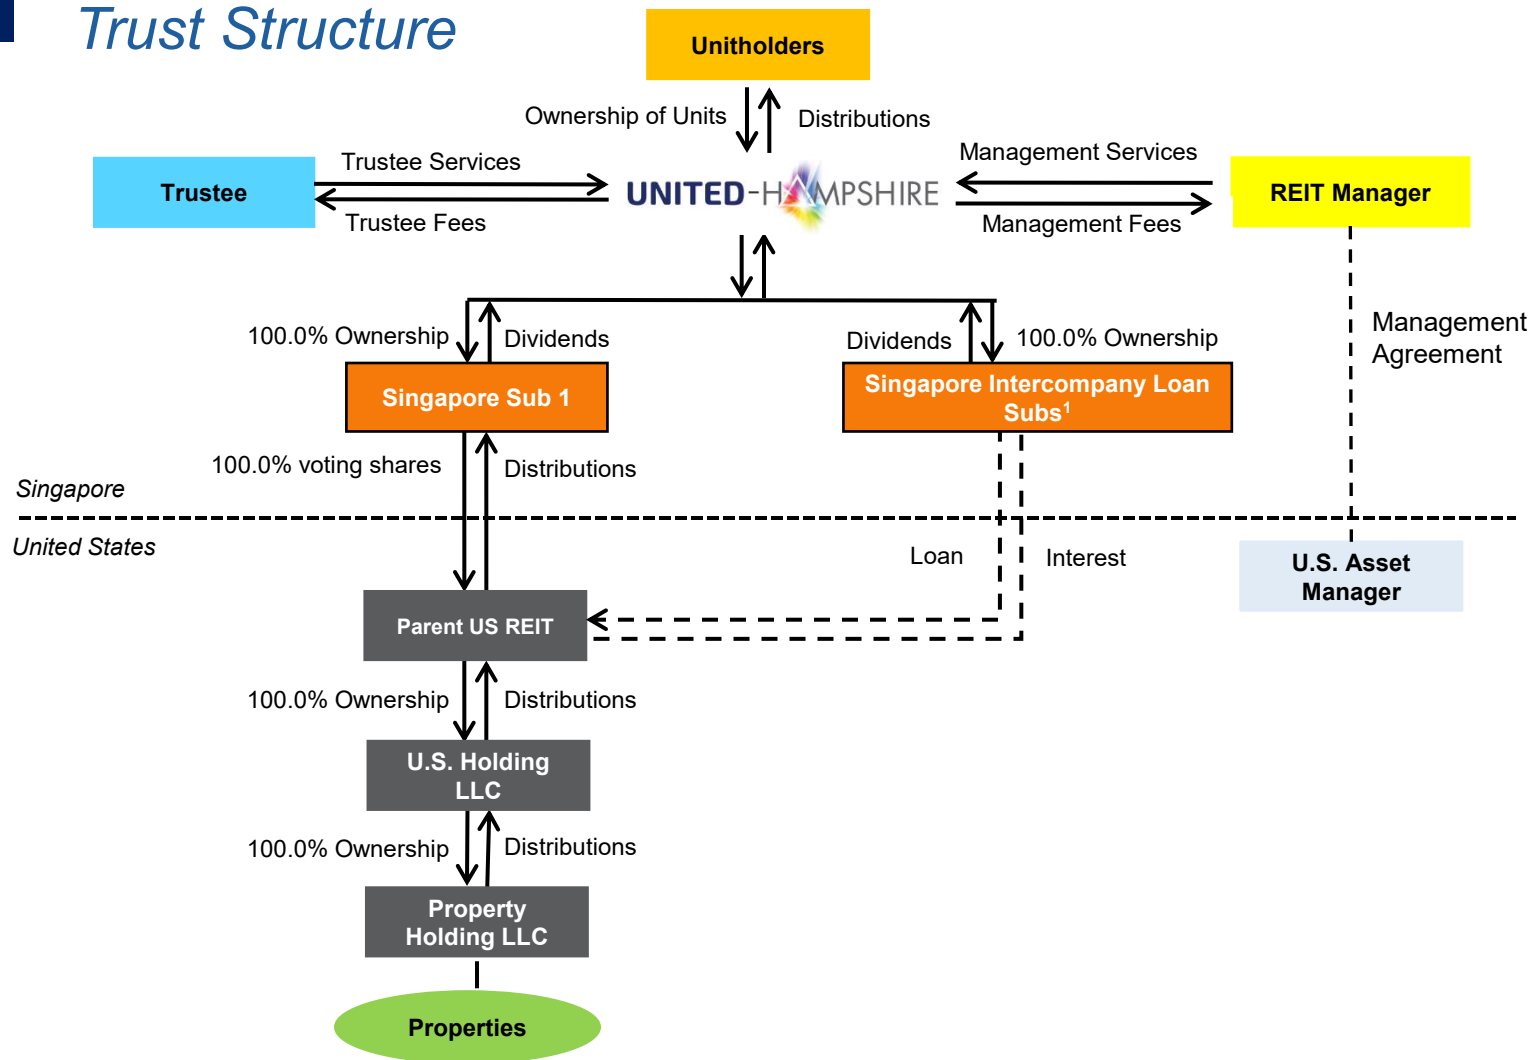 Trust Structure
Unitholders
Ownership of Units
Distributions
Trustee
Trustee Services
Trustee Fees
UNITED-HAMPSHIRE
Management Services
Management Fees
REIT Manager
100.0% Ownership
Dividends
Dividends
100.0% Ownership
Management
Agreement
Singapore Sub 1
Singapore Intercompany Loan
Subs¹
100.0% voting shares
Distributions
Singapore
United States
Loan
Interest
U.S. Asset
Manager
Parent US REIT
100.0% Ownership
Distributions
U.S. Holding
LLC
100.0% Ownership
Distributions
Property
Holding LLC
Properties